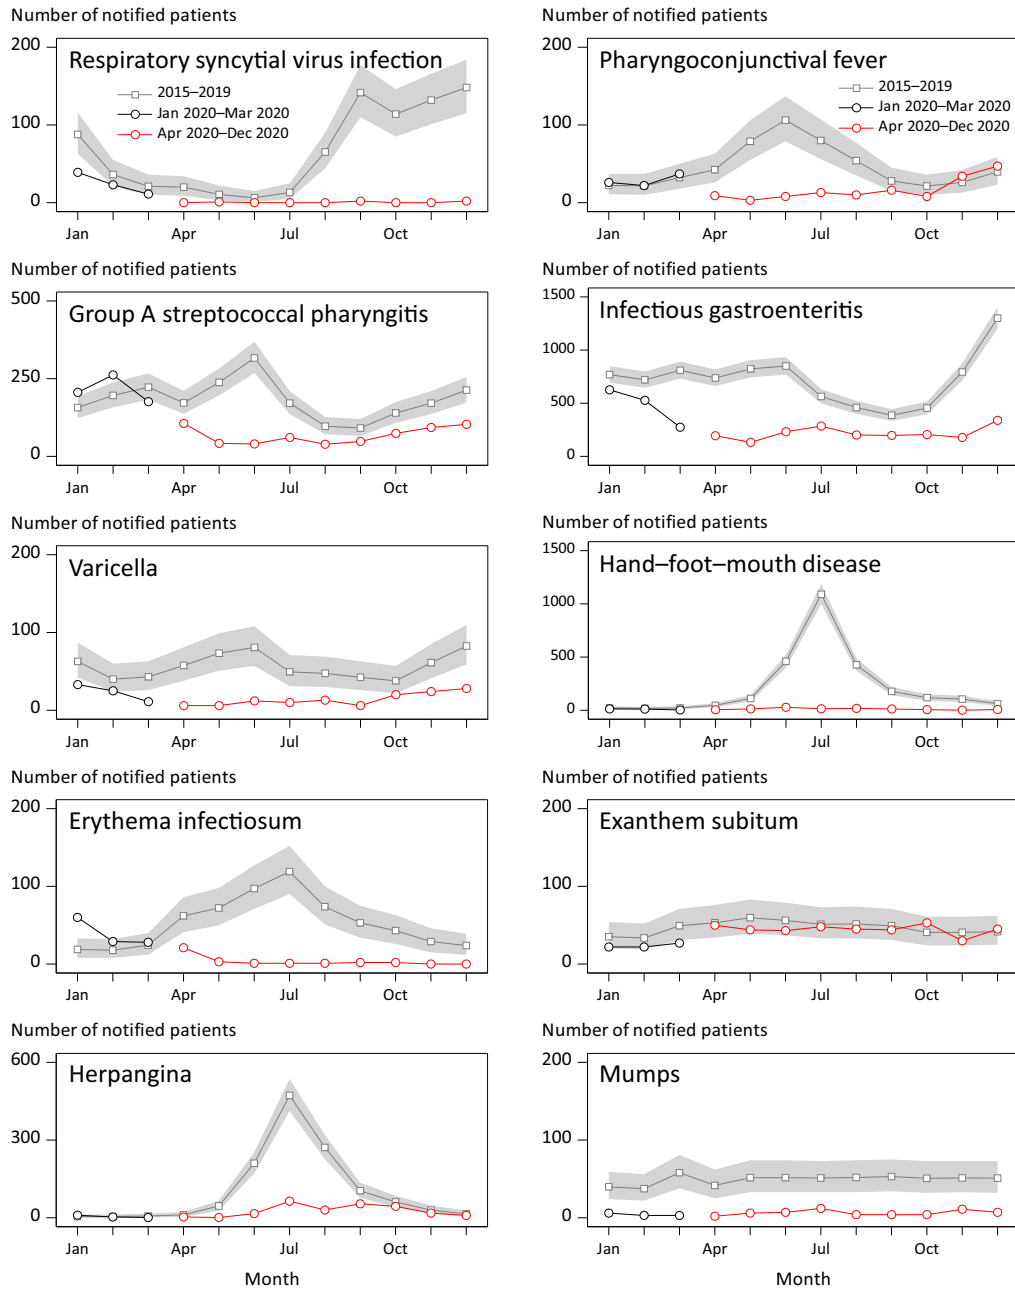 Number of notified patients
Respiratory syncytial virus infection
2015–2019
Jan 2020–Mar 2020
Apr 2020–Dec 2020
200
100
0
Jan Apr Jul Oct
Number of notified patients
Pharyngoconjunctival fever
2015–2019
Jan 2020–Mar 2020
Apr 2020–Dec 2020
200
100
0
Jan Apr Jul Oct
Number of notified patients
Group A streptococcal pharyngitis
500
250
0
Jan Apr Jul Oct
Number of notified patients
Infectious gastroenteritis
1500
1000
500
0
Jan Apr Jul Oct
Number of notified patients
Varicella
200
100
0
Jan Apr Jul Oct
Number of notified patients
Hand–foot–mouth disease
1500
1000
500
0
Jan Apr Jul Oct
Number of notified patients
Erythema infectiosum
200
100
0
Jan Apr Jul Oct
Number of notified patients
Exanthem subitum
200
100
0
Jan Apr Jul Oct
Number of notified patients
Herpangina
600
300
0
Jan Apr Jul Oct
Month
Number of notified patients
Mumps
200
100
0
Jan Apr Jul Oct
Month